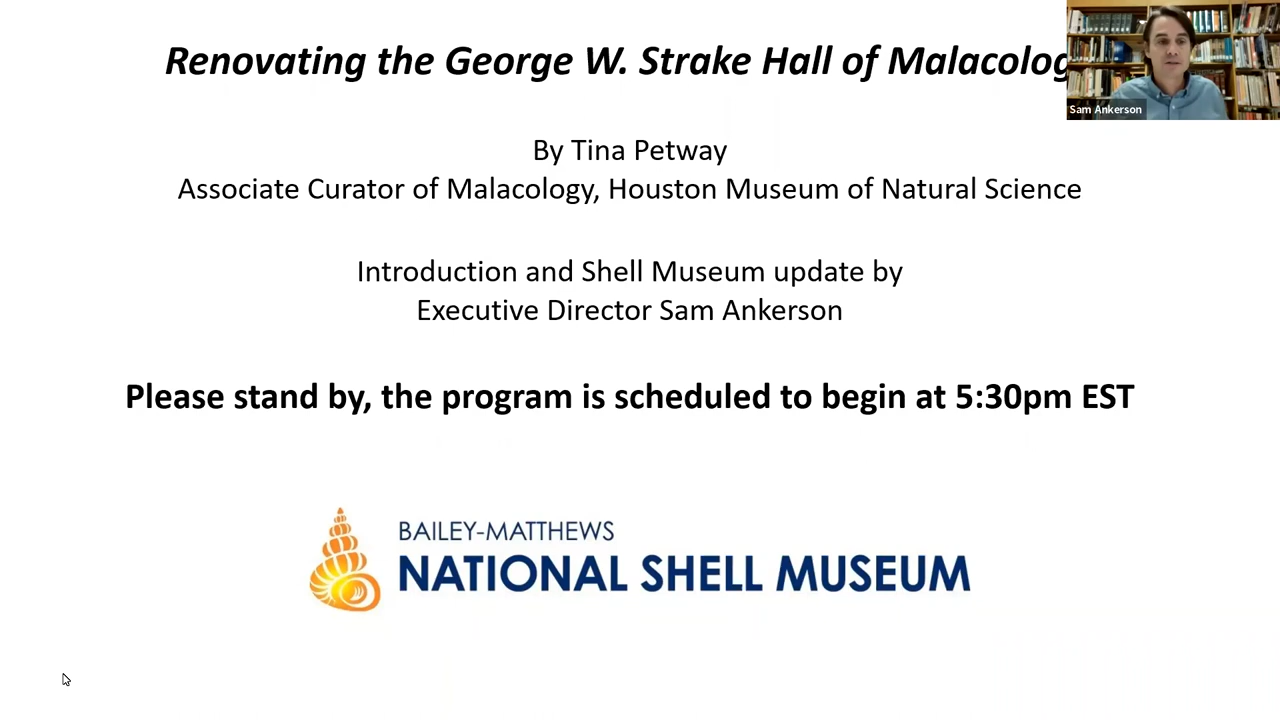 Renovating the George W. Strake Hall of Malacolog
Sam Ankerson
By Tina Petway
Associate Curator of Malacology, Houston Museum of Natural Science
Introduction and Shell Museum update by
Executive Director Sam Ankerson
Please stand by, the program is scheduled to begin at 5:30pm EST
BAILEY-MATTHEWS
NATIONAL SHELL MUSEUM